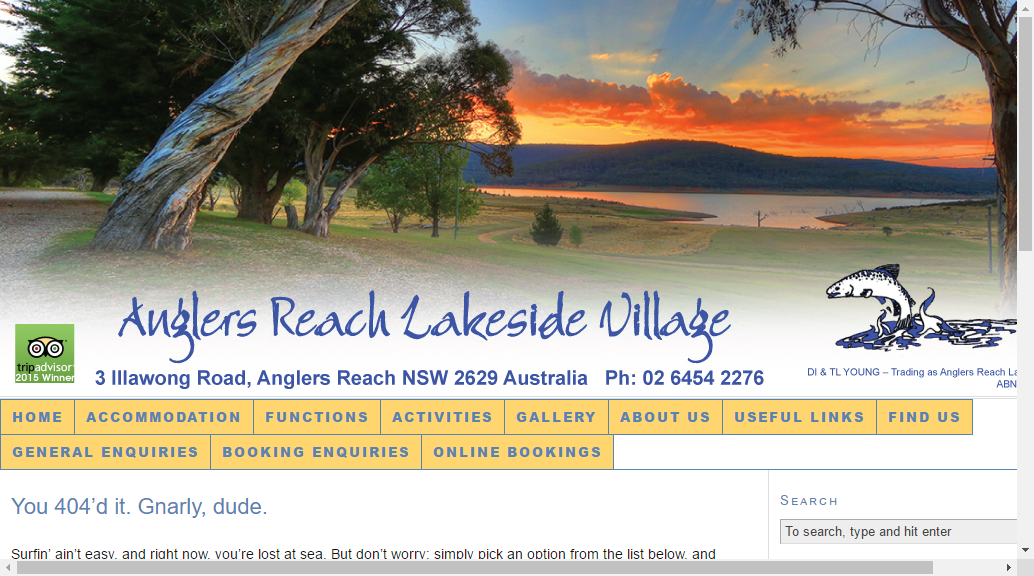 Anglers Reach Lakeside Village
tripadvisor
2015 Winner
3 Illawong Road, Anglers Reach NSW 2629 Australia Ph: 02 6454 2276
DI & TL YOUNG – Trading as Anglers Reach La
ABN
HOME ACCOMMODATION FUNCTIONS ACTIVITIES GALLERY ABOUT US USEFUL LINKS FIND US
GENERAL ENQUIRIES BOOKING ENQUIRIES ONLINE BOOKINGS
You 404’d it. Gnarly, dude.
Surfin’ ain’t easy, and right now, you’re lost at sea. But don’t worry; simply pick an option from the list below, and
SEARCH
To search, type and hit enter